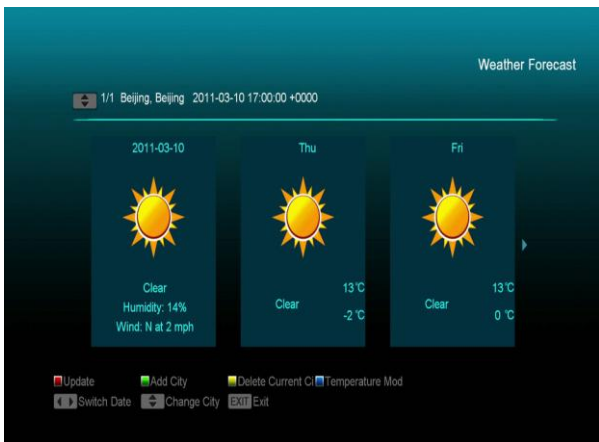 Weather Forecast
1/1 Beijing, Beijing 2011-03-10 17:00:00 +0000
2011-03-10
Thu
Fri
Clear
Humidity: 14%
Wind: N at 2 mph
Clear
13℃
-2 ℃
Clear
13℃
0 ℃
Update Add City Delete Current Ci Temperature Mod
Switch Date Change City EXIT Exit